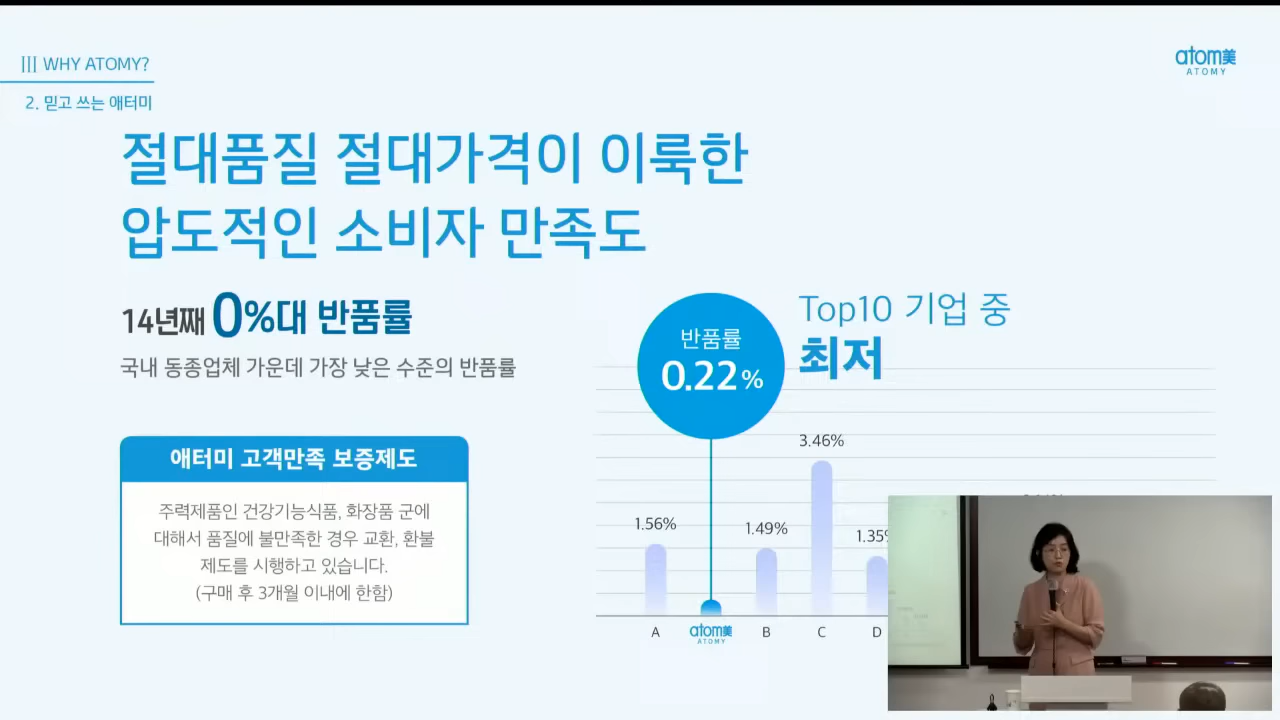 ||| WHY ATOMY?
atom美
ATOMY
2. 믿고 쓰는 애터미
절대품질 절대가격이 이룩한
압도적인 소비자 만족도
14년째 0%대 반품률
국내 동종업체 가운데 가장 낮은 수준의 반품률
애터미 고객만족 보증제도
주력제품인 건강기능식품, 화장품 군에
대해서 품질에 불만족한 경우 교환, 환불
제도를 시행하고 있습니다.
(구매 후 3개월 이내에 한함)
반품률
0.22%
Top10 기업 중
최저
3.46%
1.56%
1.49%
1.35%
A
atom美
ATOMY
B
C
D